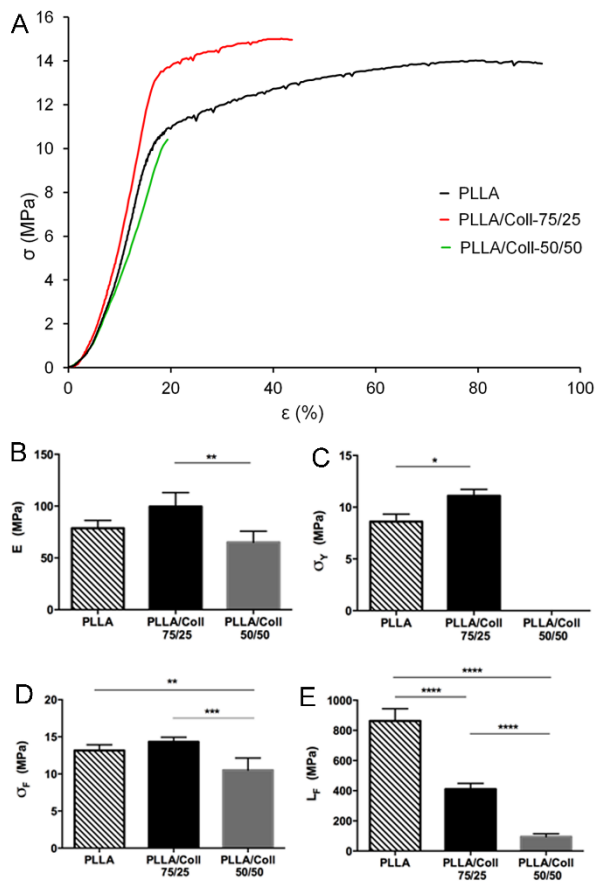 A
16
14
12
10
8
6
4
2
0
σ (MPa)
0 20 40 60 80 100
ε (%)
PLLA
PLLA/Coll-75/25
PLLA/Coll-50/50
B
**
150
100
50
0
E (MPa)
PLLA PLLA/Coll PLLA/Coll
75/25 50/50
C
*
15
10
5
0
σY (MPa)
PLLA PLLA/Coll PLLA/Coll
75/25 50/50
D
**
***
20
15
10
5
0
σF (MPa)
PLLA PLLA/Coll PLLA/Coll
75/25 50/50
E
****
****
****
1000
800
600
400
200
0
LF (MPa)
PLLA PLLA/Coll PLLA/Coll
75/25 50/50